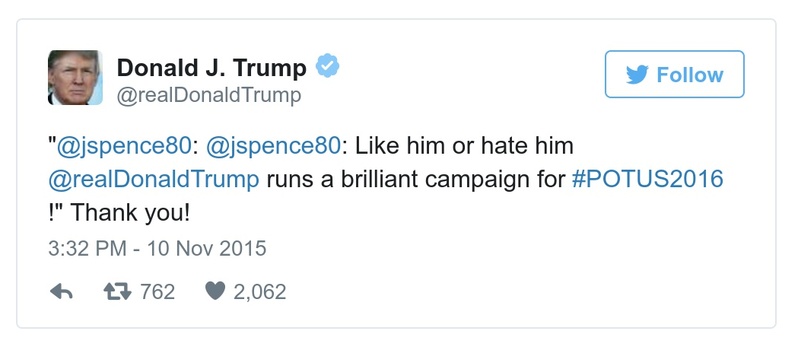 Donald J. Trump
Follow
@realDonaldTrump
"@jspence80: @jspence80: Like him or hate him
@realDonaldTrump runs a brilliant campaign for #POTUS2016
!" Thank you!
3:32 PM - 10 Nov 2015
762 2,062